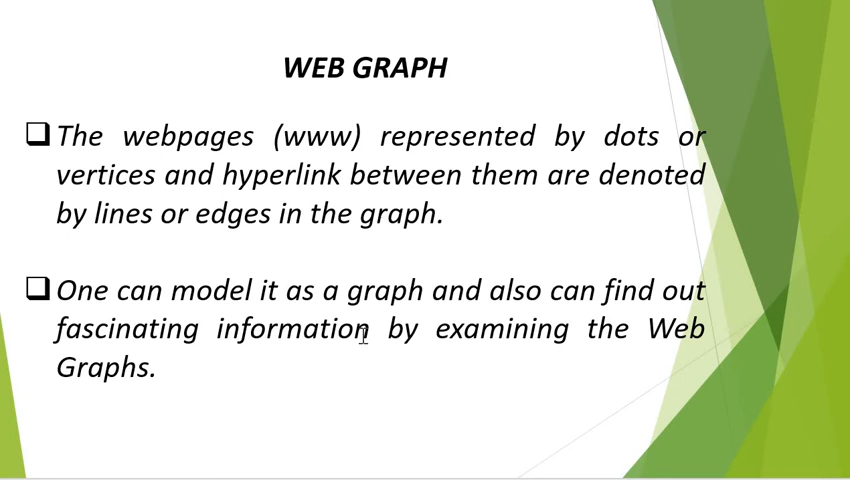 WEB GRAPH
The webpages (www) represented by dots or
vertices and hyperlink between them are denoted
by lines or edges in the graph.
One can model it as a graph and also can find out
fascinating information by examining the Web
Graphs.